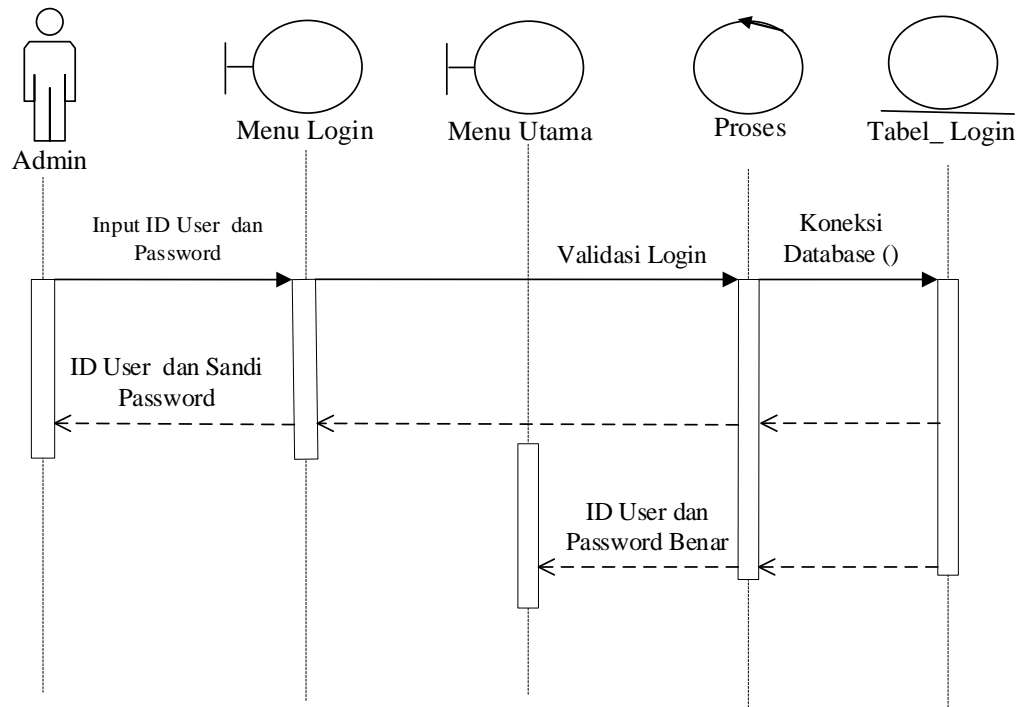 Admin
Menu Login
Menu Utama
Proses
Tabel_ Login
Input ID User  dan
Password
Validasi Login
Koneksi
Database ()
ID User  dan Sandi
Password
ID User dan
Password Benar